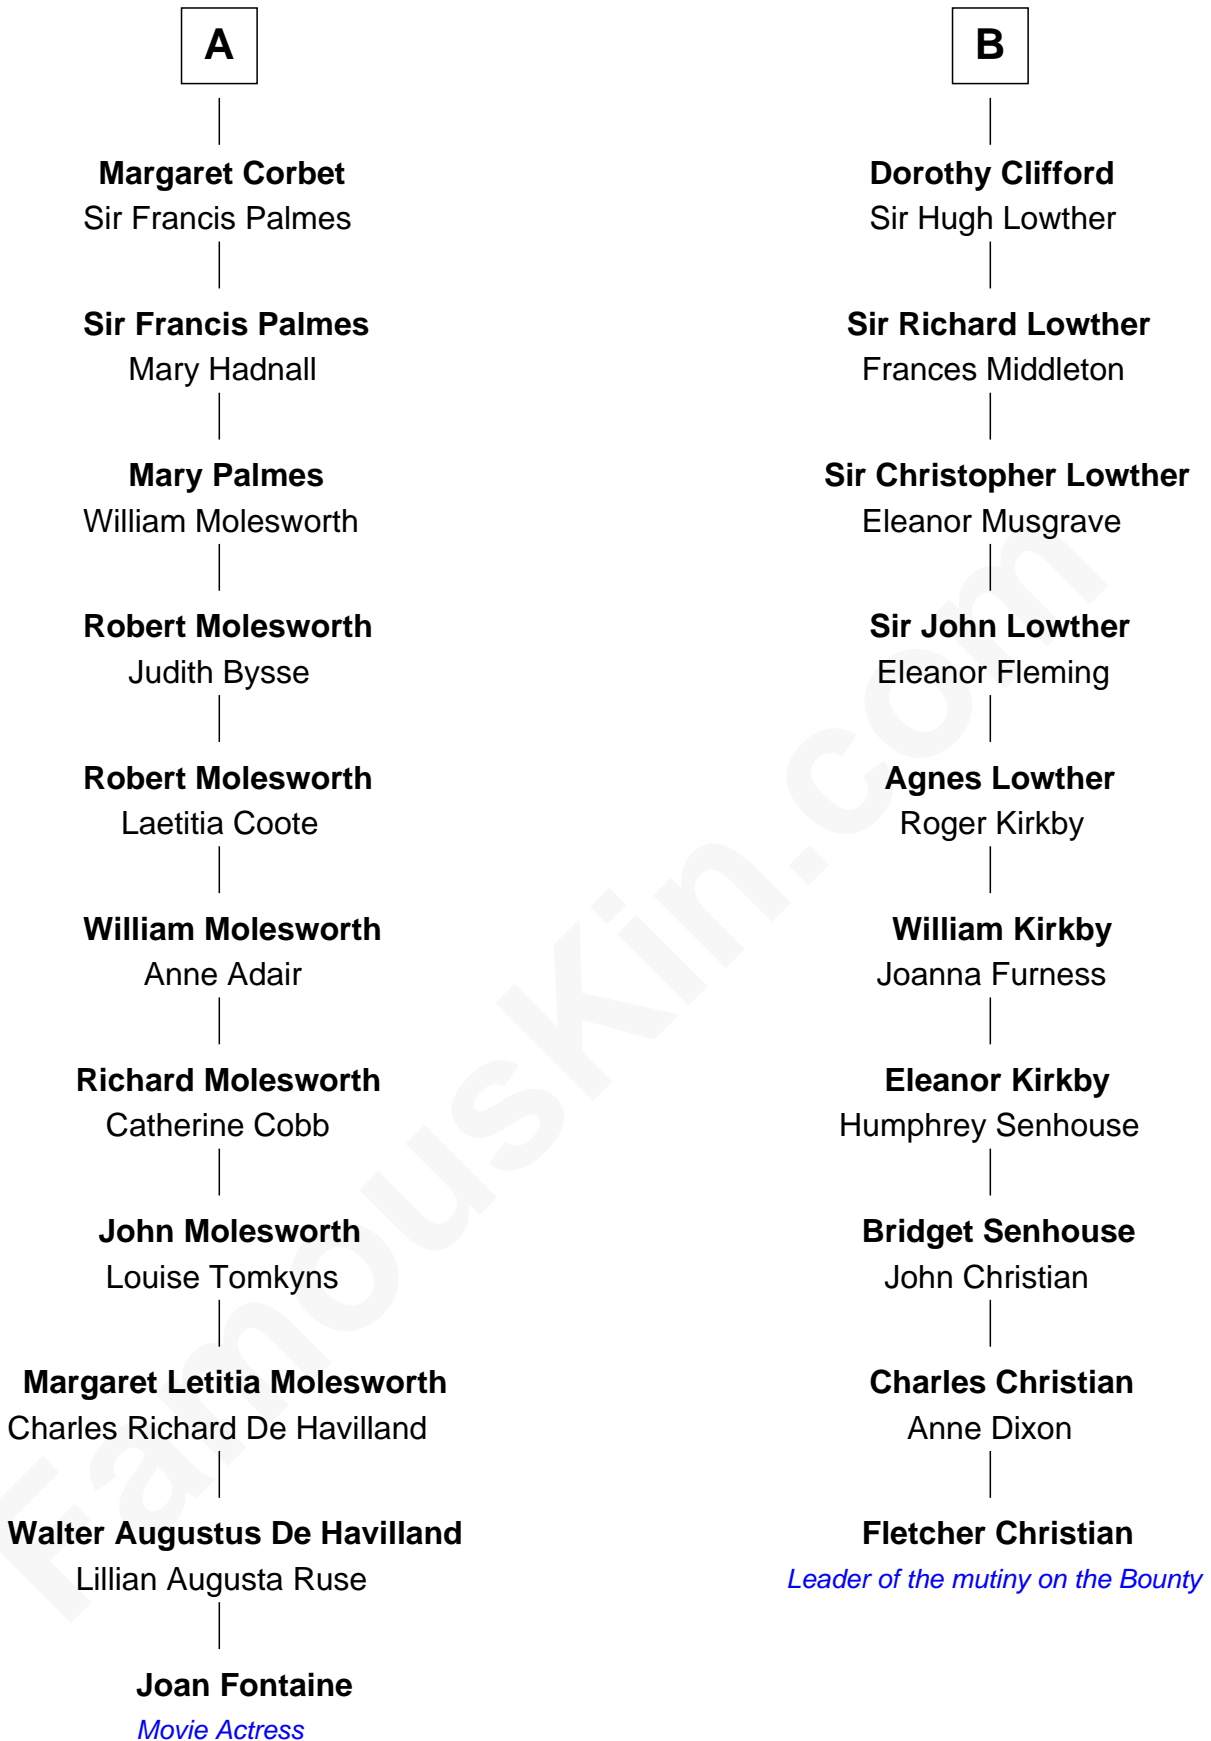 A
Margaret Corbet
Sir Francis Palmes
Sir Francis Palmes
Mary Hadnall
Mary Palmes
William Molesworth
Robert Molesworth
Judith Bysse
Robert Molesworth
Laetitia Coote
William Molesworth
Anne Adair
Richard Molesworth
Catherine Cobb
John Molesworth
Louise Tomkyns
Margaret Letitia Molesworth
Charles Richard De Havilland
Walter Augustus De Havilland
Lillian Augusta Ruse
Joan Fontaine
Movie Actress
B
Dorothy Clifford
Sir Hugh Lowther
Sir Richard Lowther
Frances Middleton
Sir Christopher Lowther
Eleanor Musgrave
Sir John Lowther
Eleanor Fleming
Agnes Lowther
Roger Kirkby
William Kirkby
Joanna Furness
Eleanor Kirkby
Humphrey Senhouse
Bridget Senhouse
John Christian
Charles Christian
Anne Dixon
Fletcher Christian
Leader of the mutiny on the Bounty
FamousKin.com